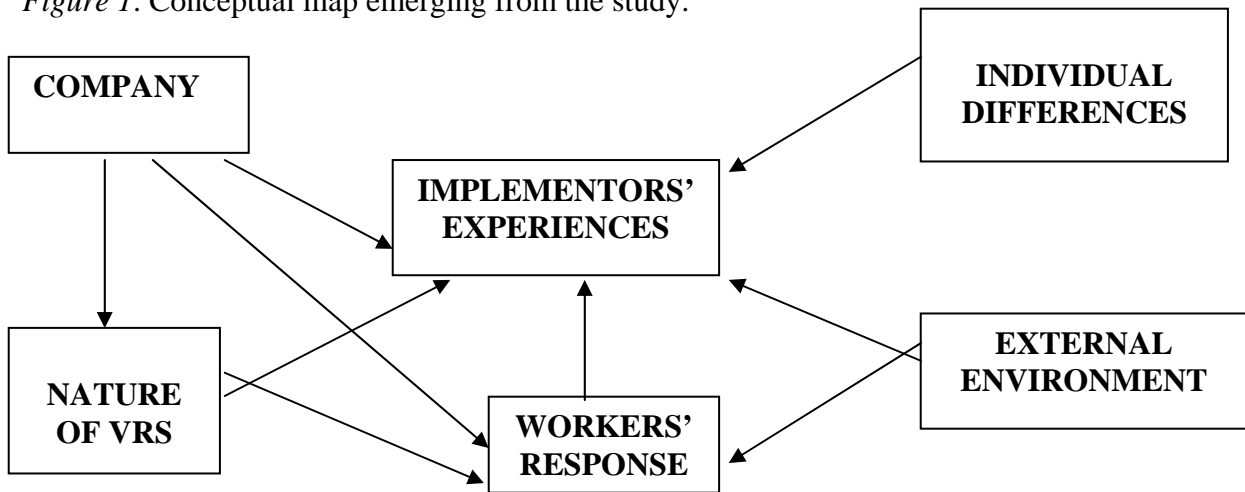 Figure 1. Conceptual map emerging from the study.
COMPANY
INDIVIDUAL
DIFFERENCES
IMPLEMENTORS’
EXPERIENCES
NATURE
OF VRS
WORKERS’
RESPONSE
EXTERNAL
ENVIRONMENT